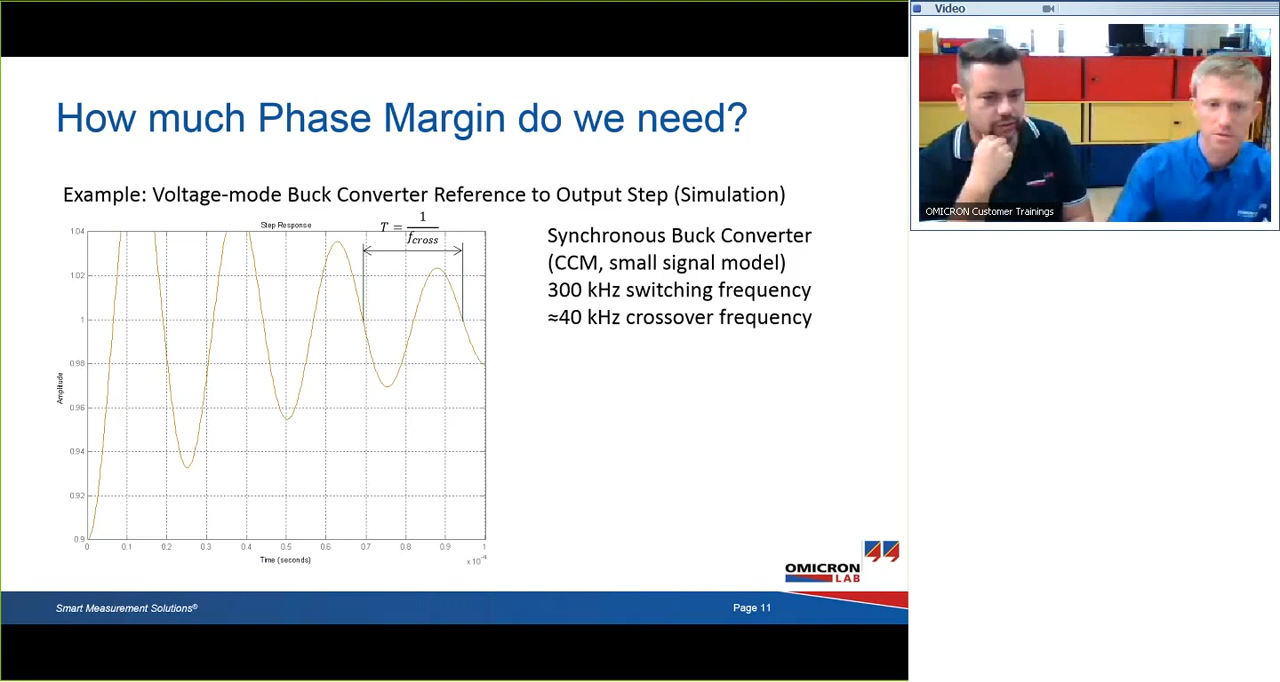 How much Phase Margin do we need?
Example: Voltage-mode Buck Converter Reference to Output Step (Simulation)
Step Response
T = 1/f_cross
1.04
1.02
1
0.98
0.96
0.94
0.92
0.9
Amplitude
0 0.1 0.2 0.3 0.4 0.5 0.6 0.7 0.8 0.9 1
Time (seconds)
x 10^-4
Synchronous Buck Converter
(CCM, small signal model)
300 kHz switching frequency
≈40 kHz crossover frequency
OMICRON
LAB
Smart Measurement Solutions®
Page 11
Video
OMICRON Customer Trainings